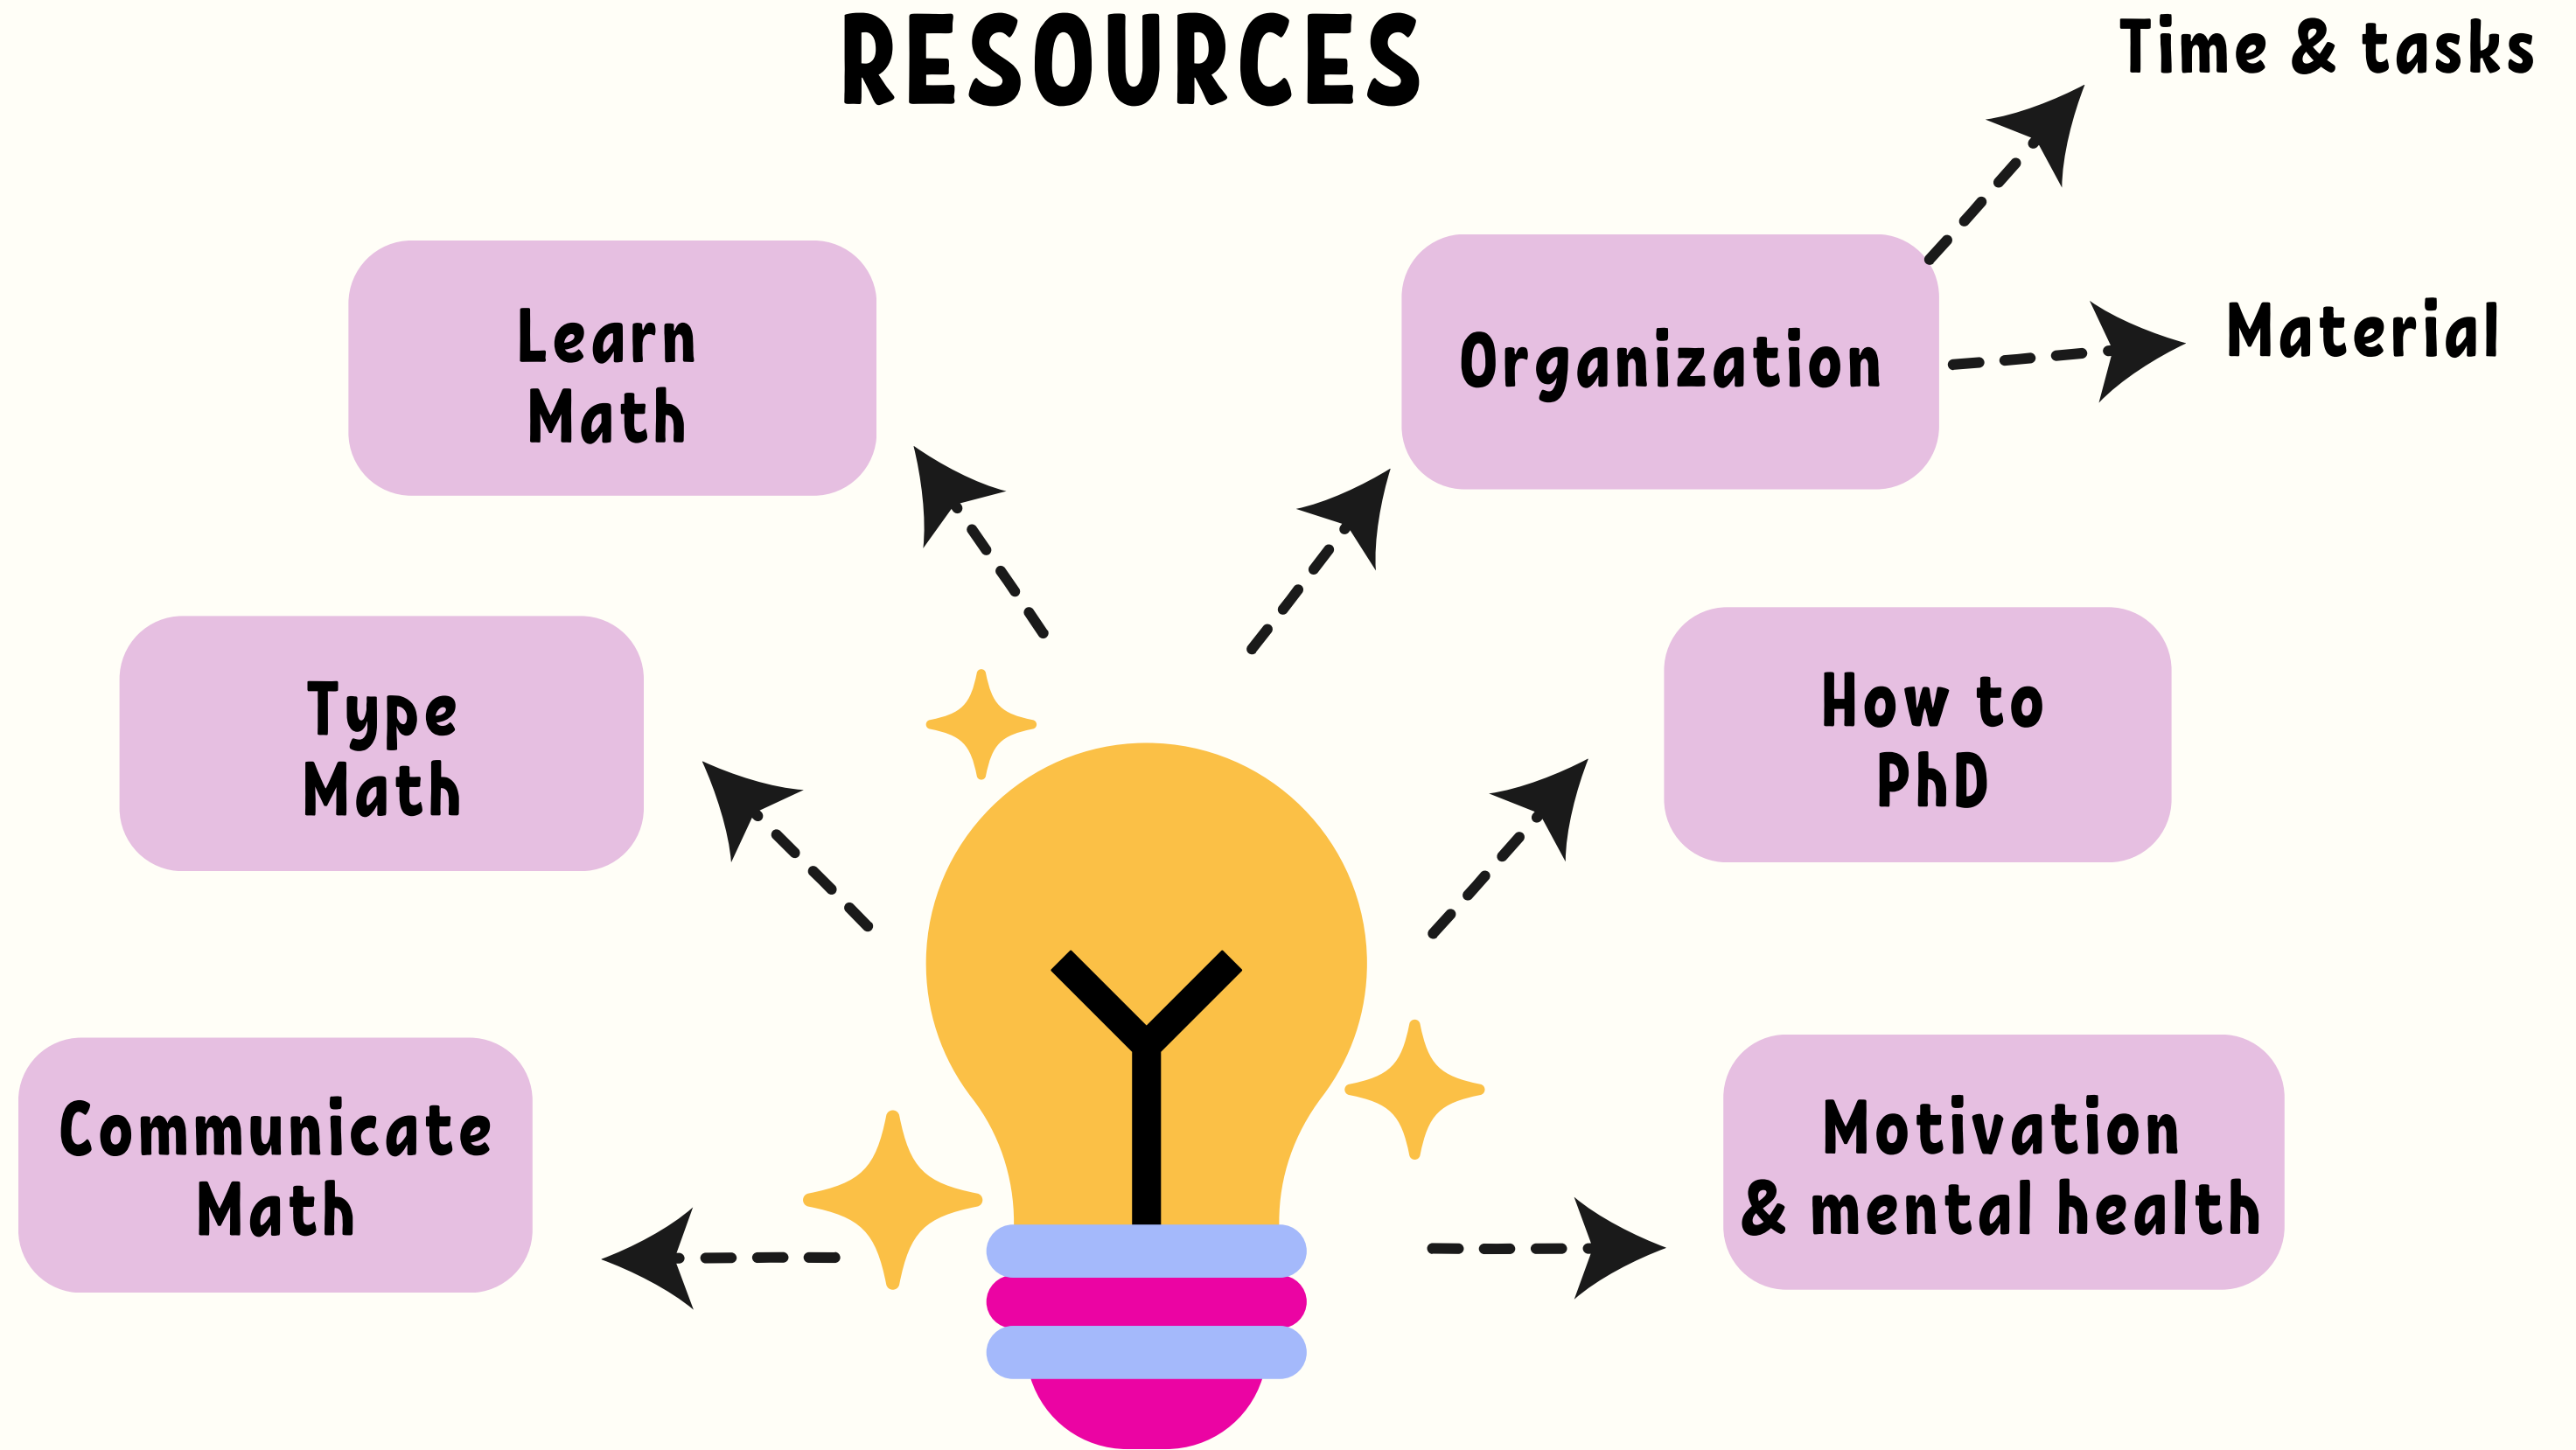 RESOURCES
Time & tasks
Learn
Math
Organization
Material
Type
Math
How to
PhD
Communicate
Math
Motivation
& mental health